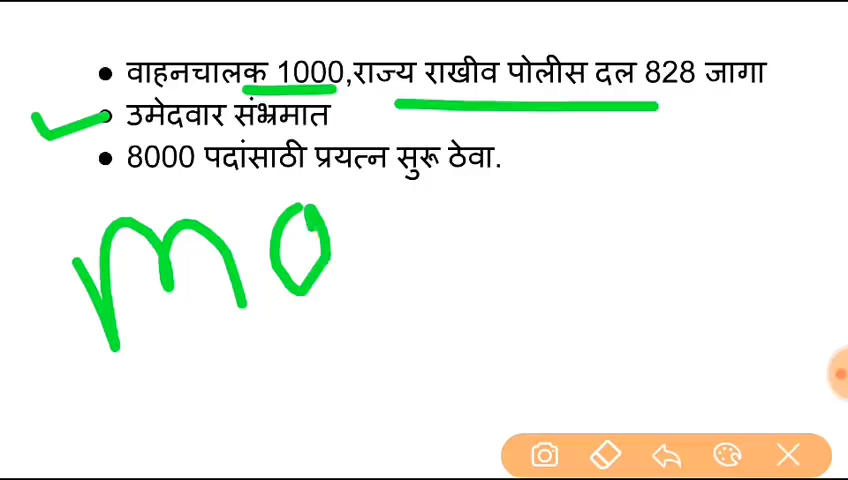 ● वाहनचालक 1000,राज्य राखीव पोलीस दल 828 जागा
● उमेदवार संभ्रमात
● 8000 पदांसाठी प्रयत्न सुरू ठेवा.
mo